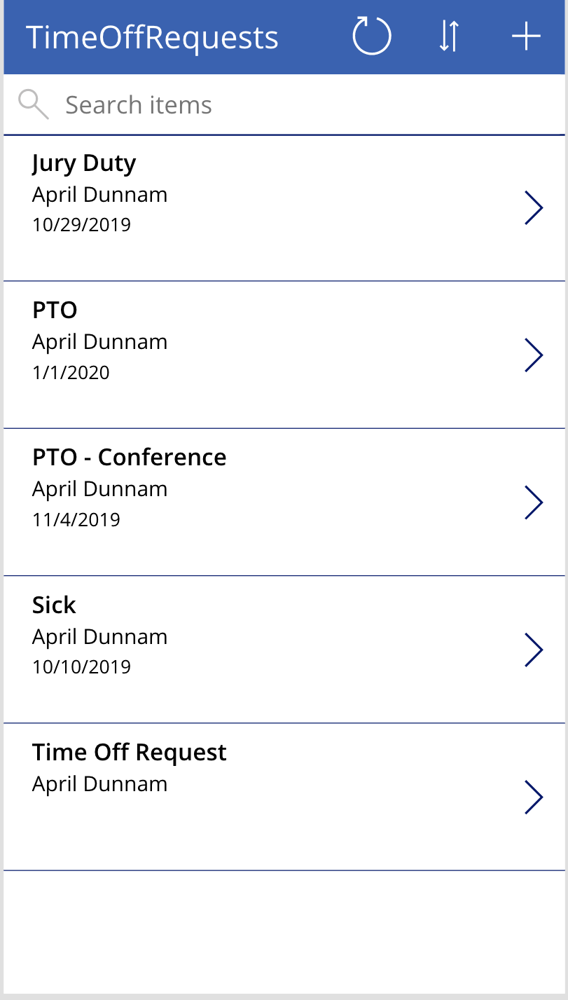 TimeOffRequests
Search items
Jury Duty
April Dunnam
10/29/2019
PTO
April Dunnam
1/1/2020
PTO - Conference
April Dunnam
11/4/2019
Sick
April Dunnam
10/10/2019
Time Off Request
April Dunnam